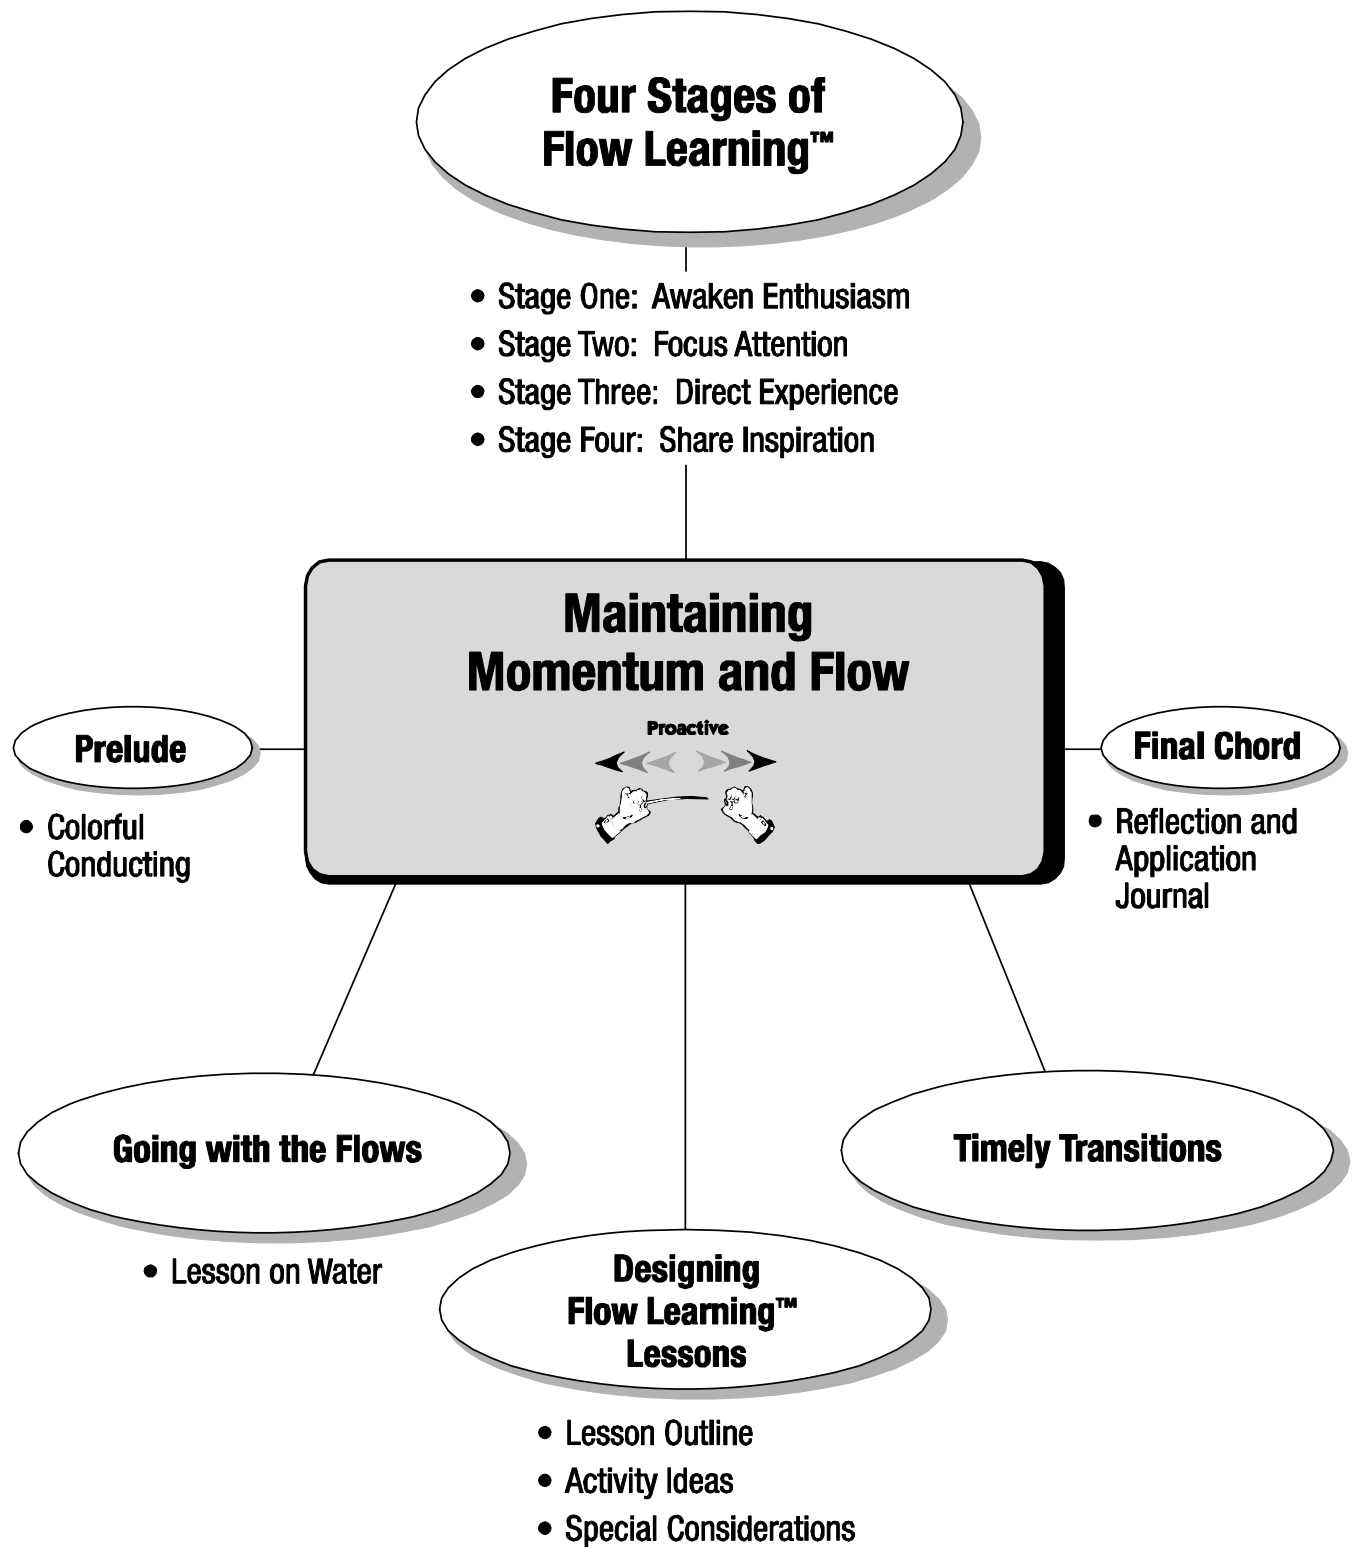 Four Stages of
Flow Learning™
• Stage One: Awaken Enthusiasm
• Stage Two: Focus Attention
• Stage Three: Direct Experience
• Stage Four: Share Inspiration
Maintaining
Momentum and Flow
Proactive
Prelude
• Colorful
Conducting
Final Chord
• Reflection and
Application
Journal
Going with the Flows
• Lesson on Water
Designing
Flow Learning™
Lessons
• Lesson Outline
• Activity Ideas
• Special Considerations
Timely Transitions